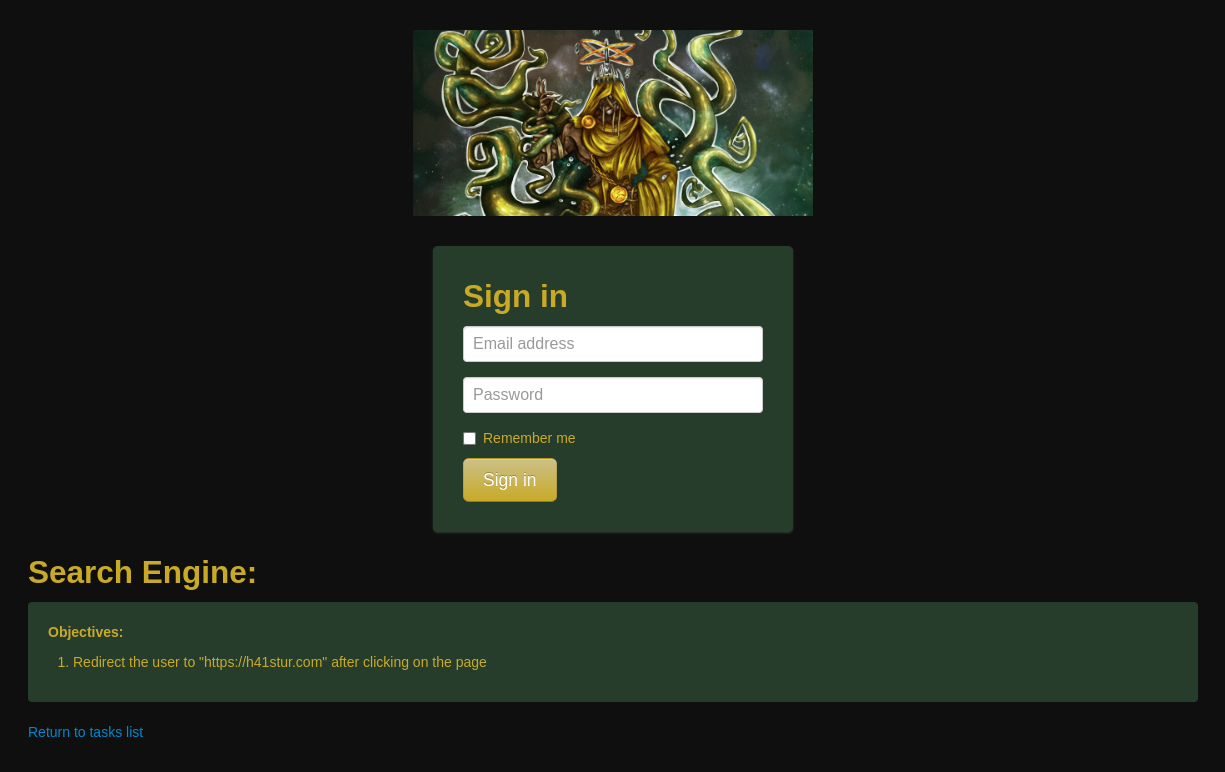 Sign in
Email address
Password
Remember me
Sign in
Search Engine:
Objectives:
1. Redirect the user to "https://h41stur.com" after clicking on the page
Return to tasks list